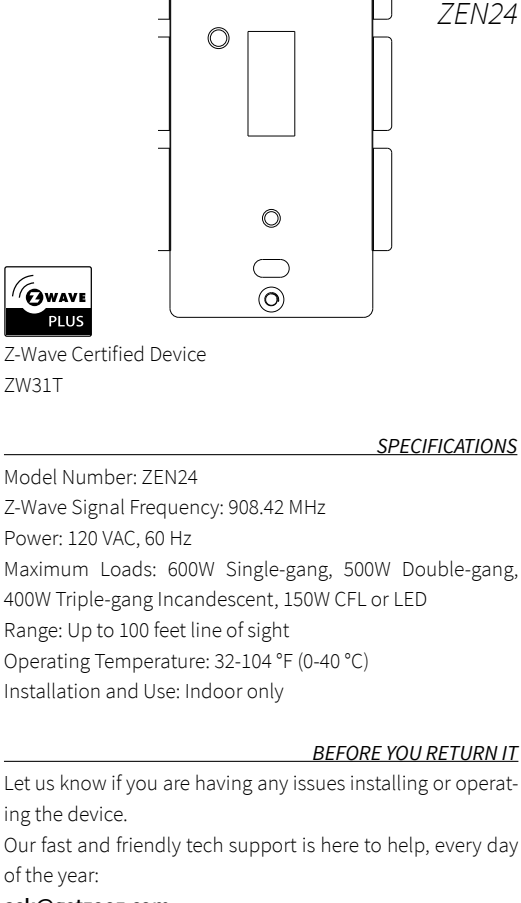 ZEN24
Z WAVE
PLUS
Z-Wave Certified Device
ZW31T
SPECIFICATIONS
Model Number: ZEN24
Z-Wave Signal Frequency: 908.42 MHz
Power: 120 VAC, 60 Hz
Maximum Loads: 600W Single-gang, 500W Double-gang,
400W Triple-gang Incandescent, 150W CFL or LED
Range: Up to 100 feet line of sight
Operating Temperature: 32-104 °F (0-40 °C)
Installation and Use: Indoor only
BEFORE YOU RETURN IT
Let us know if you are having any issues installing or operat-
ing the device.
Our fast and friendly tech support is here to help, every day
of the year: